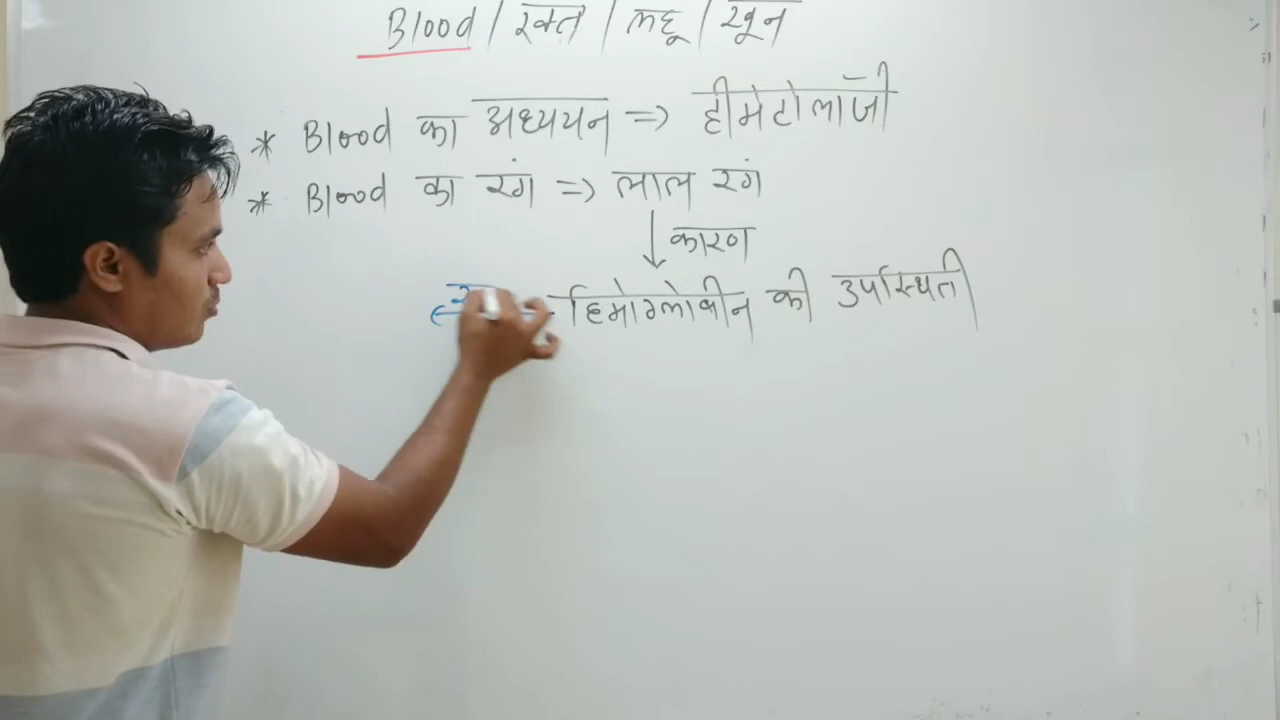 Blood / रक्त / लहू / खून
* Blood का अध्ययन => हीमेटोलॉजी
* Blood का रंग => लाल रंग
कारण
हिमोग्लोबीन की उपस्थिती